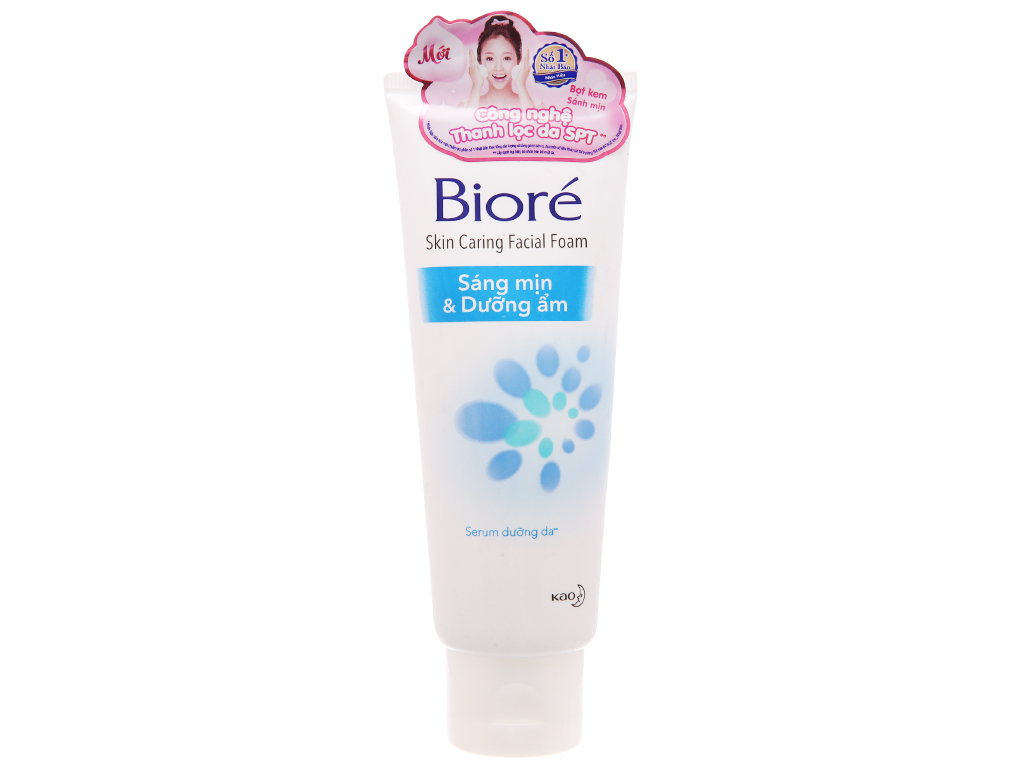 Mới
Số 1*
Nhật Bản
Bọt kem
Sánh mịn
Công nghệ
Thanh lọc da SPT**
Bioré
Skin Caring Facial Foam
Sáng mịn
& Dưỡng ẩm
Serum dưỡng da
Kao